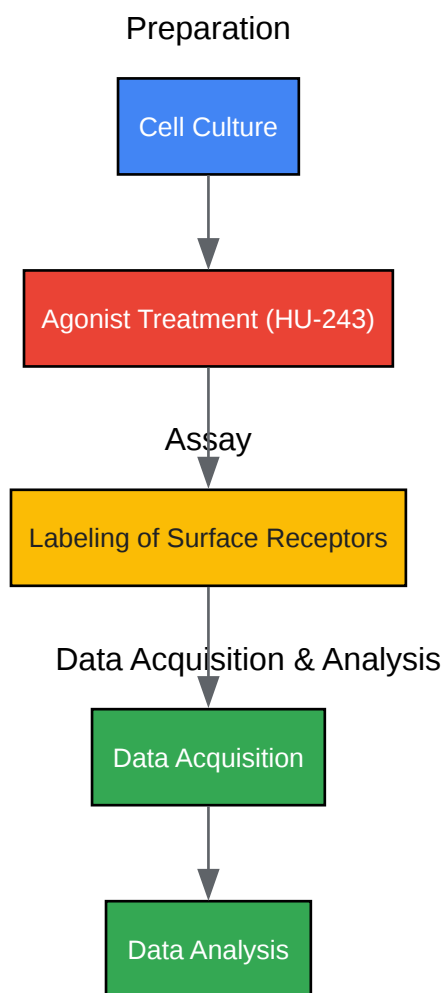 Preparation
Cell Culture
Agonist Treatment (HU-243)
Assay
Labeling of Surface Receptors
Data Acquisition & Analysis
Data Acquisition
Data Analysis